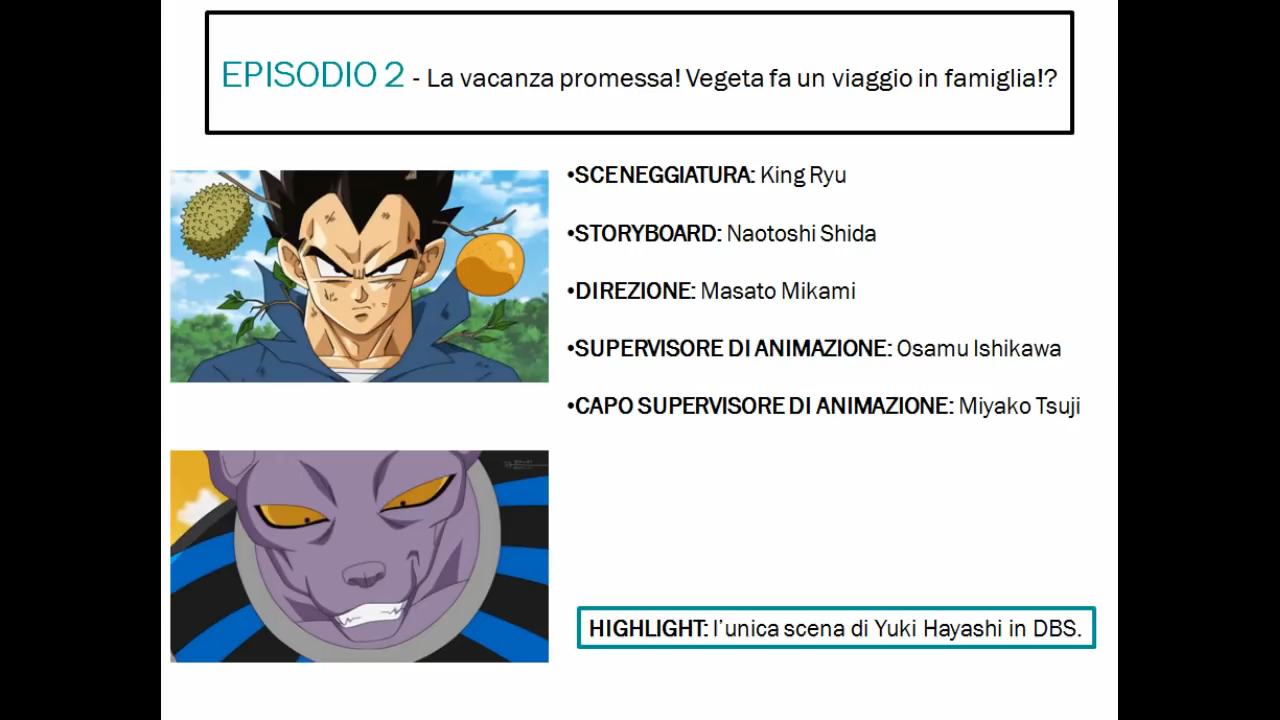 EPISODIO 2 - La vacanza promessa! Vegeta fa un viaggio in famiglia!?
•SCENEGGIATURA: King Ryu
•STORYBOARD: Naotoshi Shida
•DIREZIONE: Masato Mikami
•SUPERVISORE DI ANIMAZIONE: Osamu Ishikawa
•CAPO SUPERVISORE DI ANIMAZIONE: Miyako Tsuji
HIGHLIGHT: l'unica scena di Yuki Hayashi in DBS.